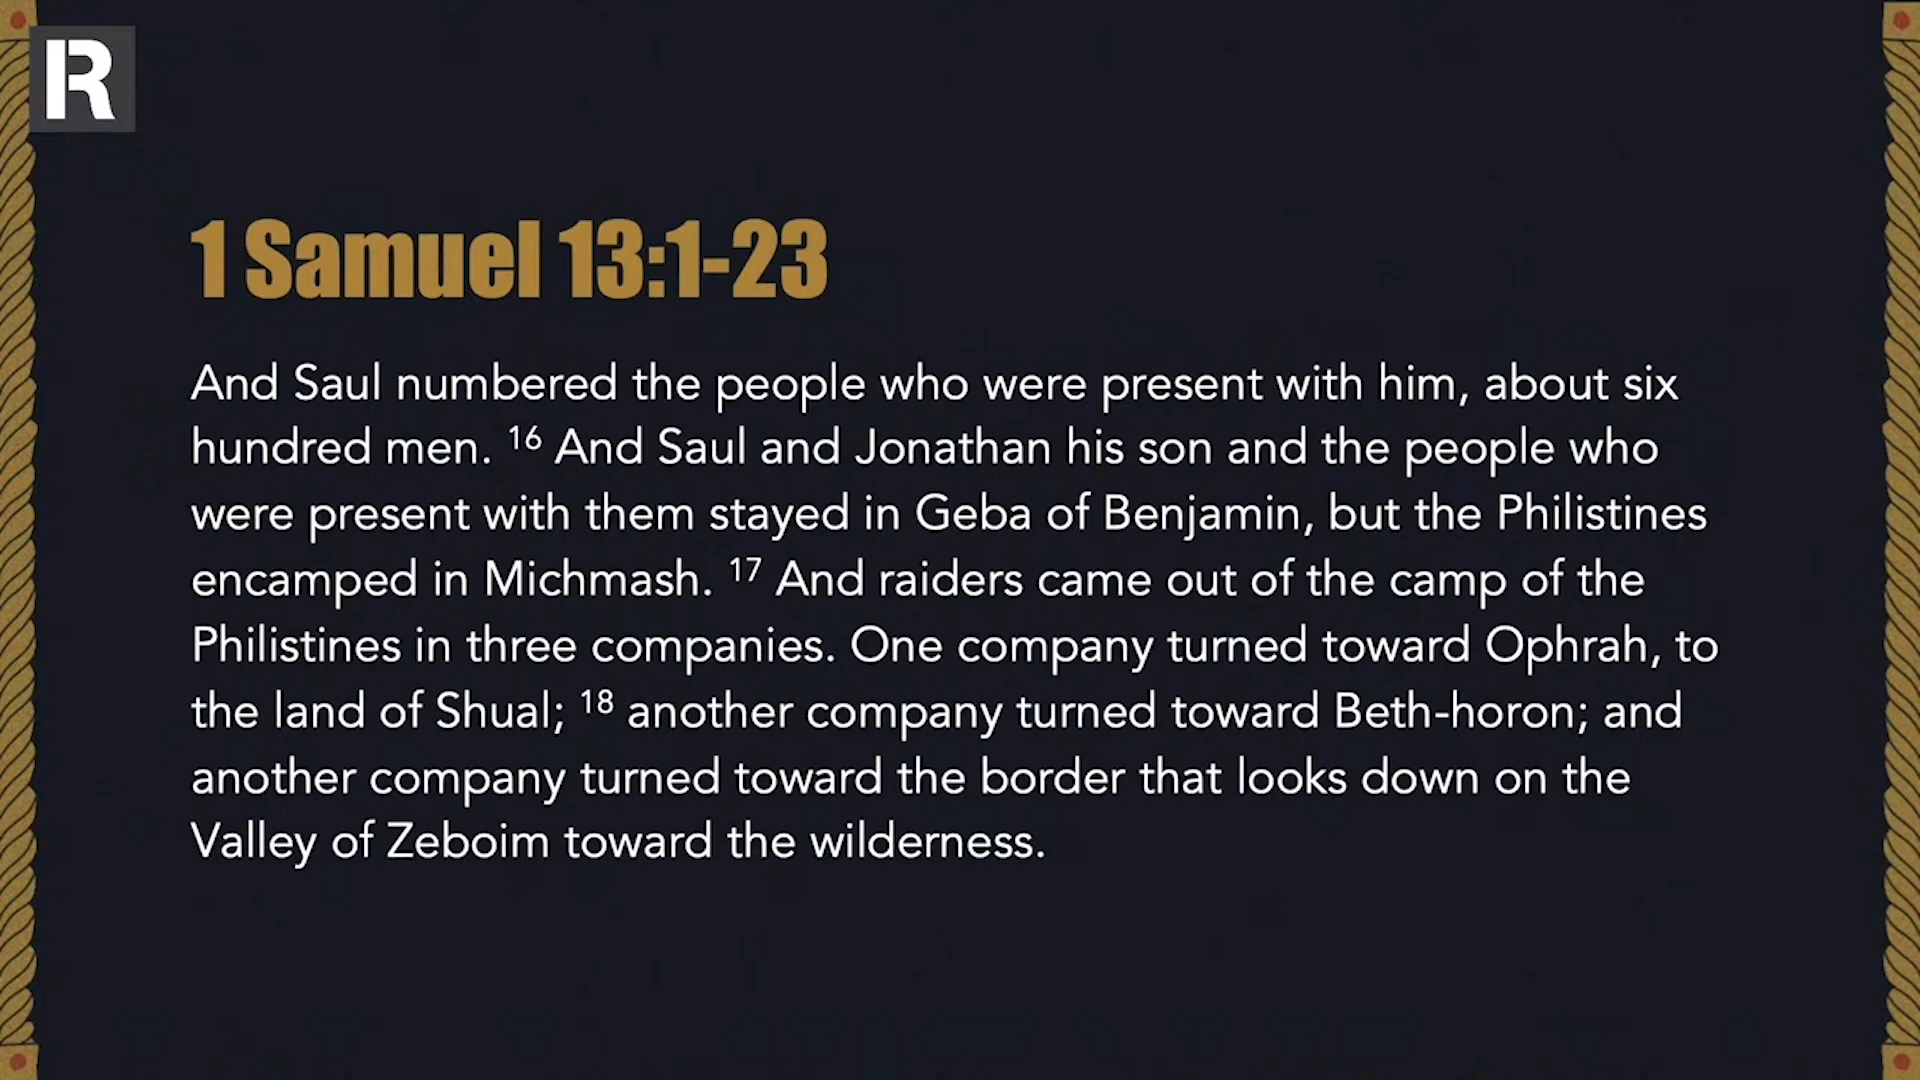 R
1 Samuel 13:1-23
And Saul numbered the people who were present with him, about six
hundred men. 16 And Saul and Jonathan his son and the people who
were present with them stayed in Geba of Benjamin, but the Philistines
encamped in Michmash. 17 And raiders came out of the camp of the
Philistines in three companies. One company turned toward Ophrah, to
the land of Shual; 18 another company turned toward Beth-horon; and
another company turned toward the border that looks down on the
Valley of Zeboim toward the wilderness.